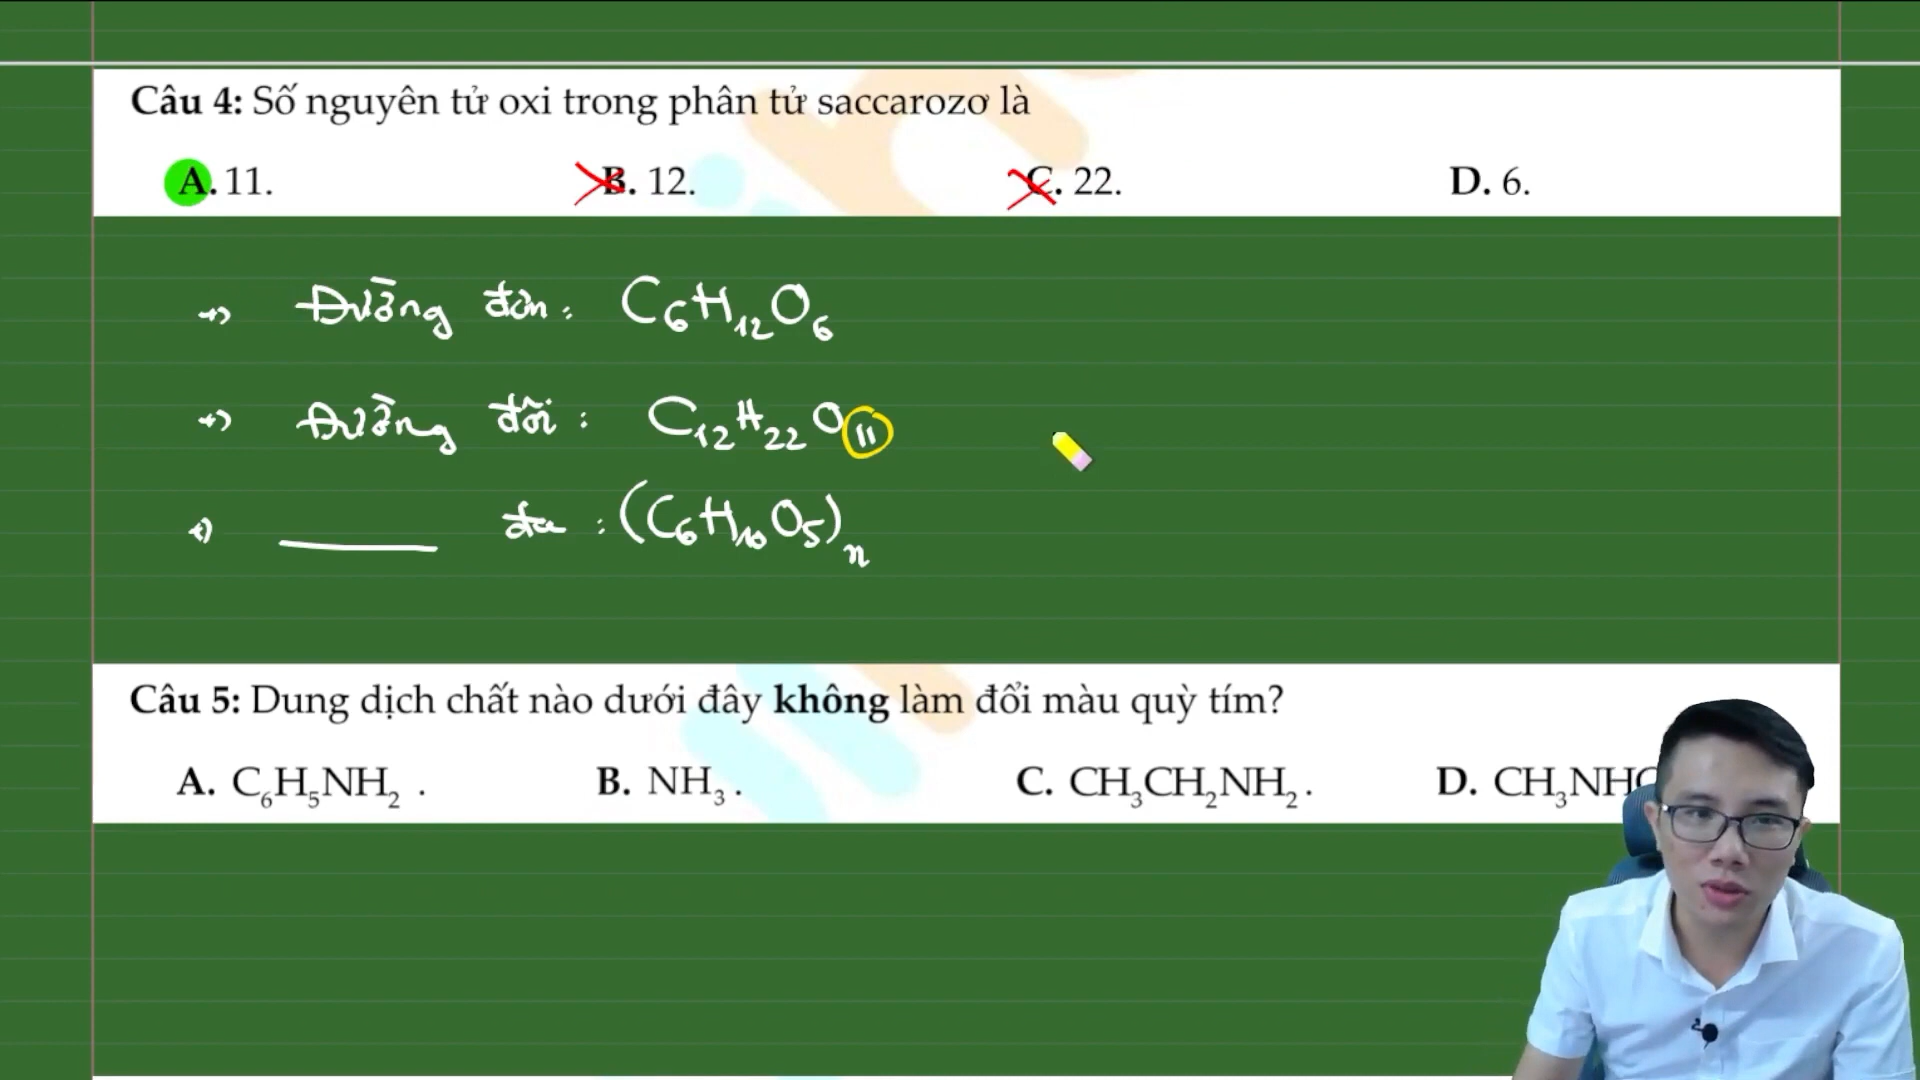 Câu 4: Số nguyên tử oxi trong phân tử saccarozơ là
A. 11. B. 12. C. 22. D. 6.
+) Đường đơn: C₆H₁₂O₆
+) Đường đôi: C₁₂H₂₂O₁₁
+) đa: (C₆H₁₀O₅)ₙ
Câu 5: Dung dịch chất nào dưới đây không làm đổi màu quỳ tím?
A. C₆H₅NH₂ . B. NH₃ . C. CH₃CH₂NH₂ . D. CH₃NHC